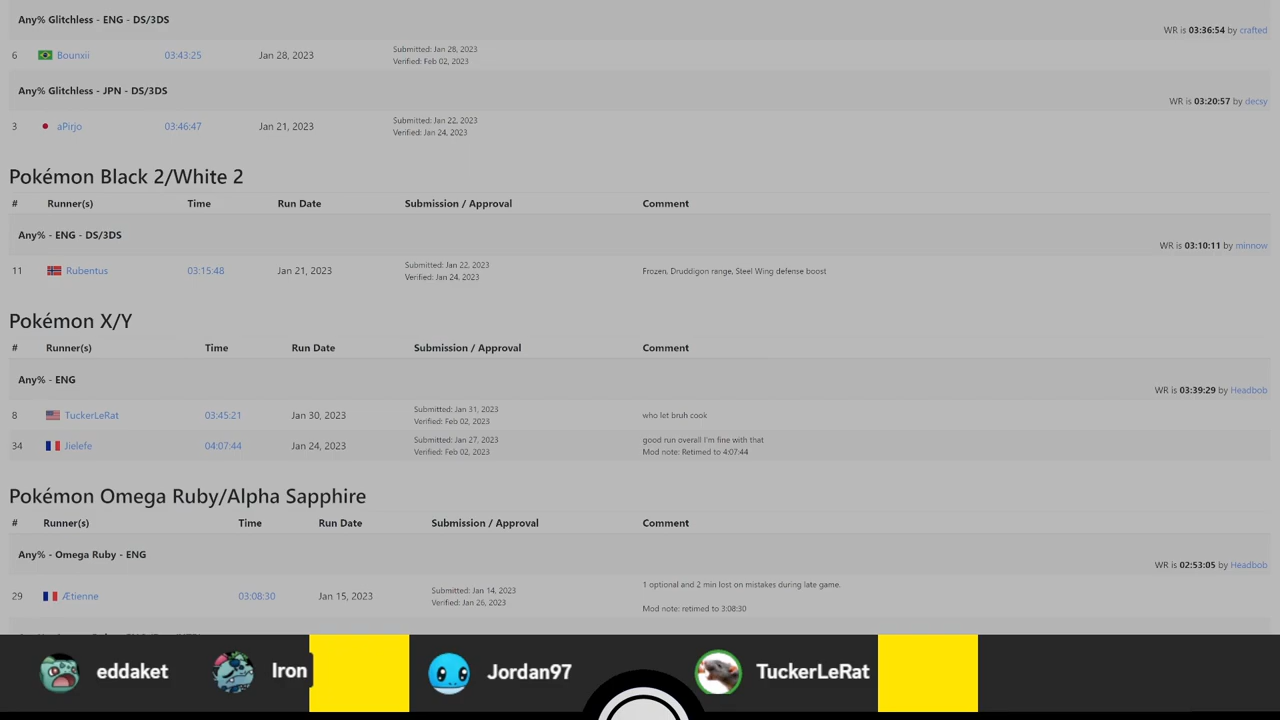 Any% Glitchless - ENG - DS/3DS
WR is 03:36:54 by crafted
6 Bounxii 03:43:25 Jan 28, 2023 Submitted: Jan 28, 2023
Verified: Feb 02, 2023
Any% Glitchless - JPN - DS/3DS
WR is 03:20:57 by decsy
3 aPirjo 03:46:47 Jan 21, 2023 Submitted: Jan 22, 2023
Verified: Jan 24, 2023
Pokémon Black 2/White 2
# Runner(s) Time Run Date Submission / Approval Comment
Any% - ENG - DS/3DS
WR is 03:10:11 by minnow
11 Rubentus 03:15:48 Jan 21, 2023 Submitted: Jan 22, 2023 Frozen, Druddigon range, Steel Wing defense boost
Verified: Jan 24, 2023
Pokémon X/Y
# Runner(s) Time Run Date Submission / Approval Comment
Any% - ENG
WR is 03:39:29 by Headbob
8 TuckerLeRat 03:45:21 Jan 30, 2023 Submitted: Jan 31, 2023 who let bruh cook
Verified: Feb 02, 2023
34 Jielefe 04:07:44 Jan 24, 2023 Submitted: Jan 27, 2023 good run overall I'm fine with that
Verified: Feb 02, 2023 Mod note: Retimed to 4:07:44
Pokémon Omega Ruby/Alpha Sapphire
# Runner(s) Time Run Date Submission / Approval Comment
Any% - Omega Ruby - ENG
WR is 02:53:05 by Headbob
29 Ætienne 03:08:30 Jan 15, 2023 Submitted: Jan 14, 2023 1 optional and 2 min lost on mistakes during late game.
Verified: Jan 26, 2023 Mod note: retimed to 3:08:30
eddaket Iron Jordan97 TuckerLeRat